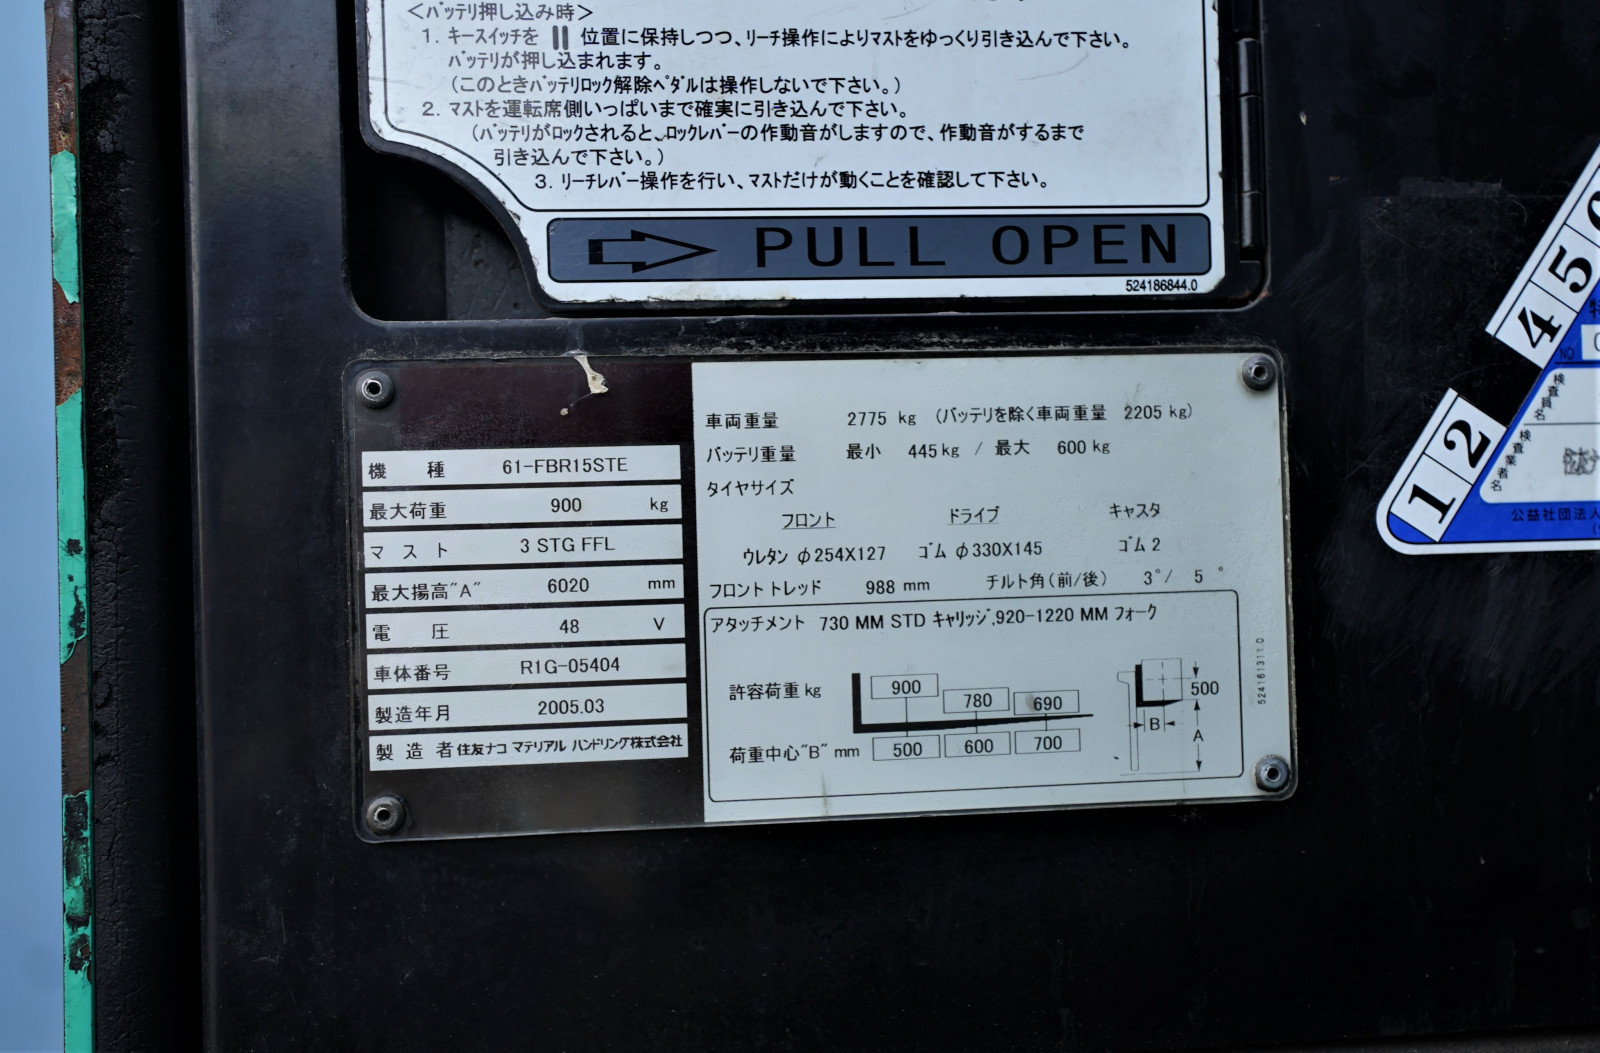 ＜バッテリ押し込み時＞
1. キースイッチを 位置に保持しつつ、リーチ操作によりマストをゆっくり引き込んで下さい。
バッテリが押し込まれます。
(このときバッテリロック解除ペダルは操作しないで下さい。)
2. マストを運転席側いっぱいまで確実に引き込んで下さい。
(バッテリがロックされると、ロックレバーの作動音がしますので、作動音がするまで
引き込んで下さい。)
3. リーチレバー操作を行い、マストだけが動くことを確認して下さい。
PULL OPEN
524186844.0
機 種 61-FBR15STE
最大荷重 900 kg
マスト 3 STG FFL
最大揚高"A" 6020 mm
電 圧 48 V
車体番号 R1G-05404
製造年月 2005.03
製造者 住友ナコ マテリアル ハンドリング株式会社
車両重量 2775 kg (バッテリを除く車両重量 2205 kg)
バッテリ重量 最小 445kg / 最大 600 kg
タイヤサイズ
フロント ドライブ キャスタ
ウレタン φ254X127 ゴム φ330X145 ゴム 2
フロント トレッド 988 mm チルト角(前/後) 3°/ 5 °
アタッチメント 730 MM STD キャリッジ,920-1220 MM フォーク
許容荷重 kg 900 780 690
荷重中心"B" mm 500 600 700
500
B
A
524161311.0
12 45
NO
検査員名
検査業者名
公益社団法人